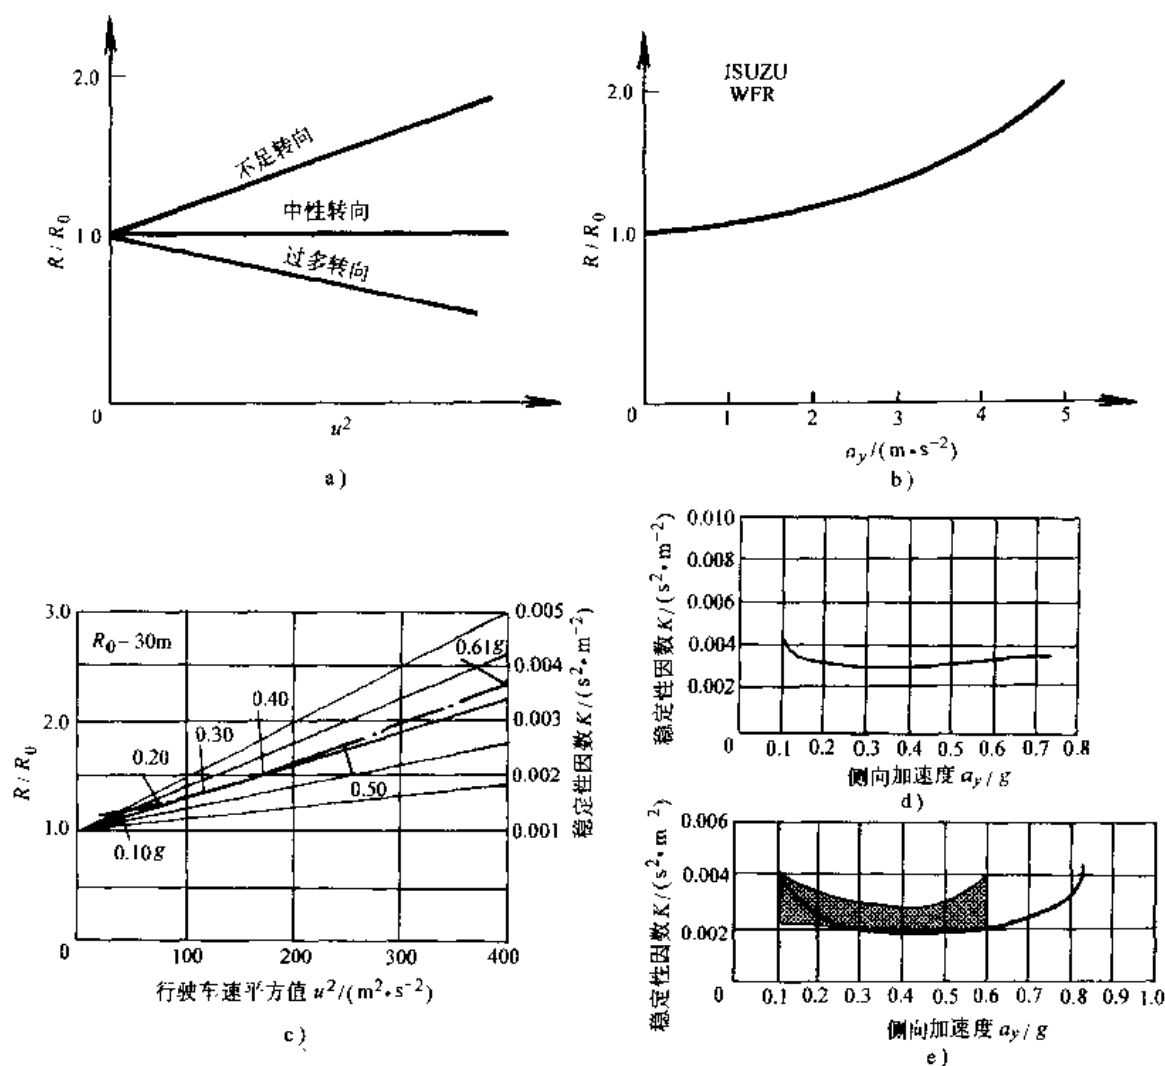 2.0
不足转向
中性转向
1.0
过多转向
R/R₀
0
u²
a)
ISUZU
WFR
2.0
1.0
R/R₀
0
1 2 3 4 5
a_y/(m·s⁻²)
b)
3.0
R₀-30m
2.5
2.0
1.5
1.0
R/R₀
0.61g
0.40
0.30
0.20
0.50
0.10g
0.005
0.004
0.003
0.002
0.001
稳定性因数K/(s²·m⁻²)
0 100 200 300 400
行驶车速平方值 u²/(m²·s⁻²)
c)
0.010
0.008
0.006
0.004
0.002
稳定性因数K/(s²·m⁻²)
0 0.1 0.2 0.3 0.4 0.5 0.6 0.7 0.8
侧向加速度 a_y/g
d)
0.006
0.004
0.002
稳定性因数K/(s²·m⁻²)
0 0.1 0.2 0.3 0.4 0.5 0.6 0.7 0.8 0.9 1.0
侧向加速度 a_y/g
e)